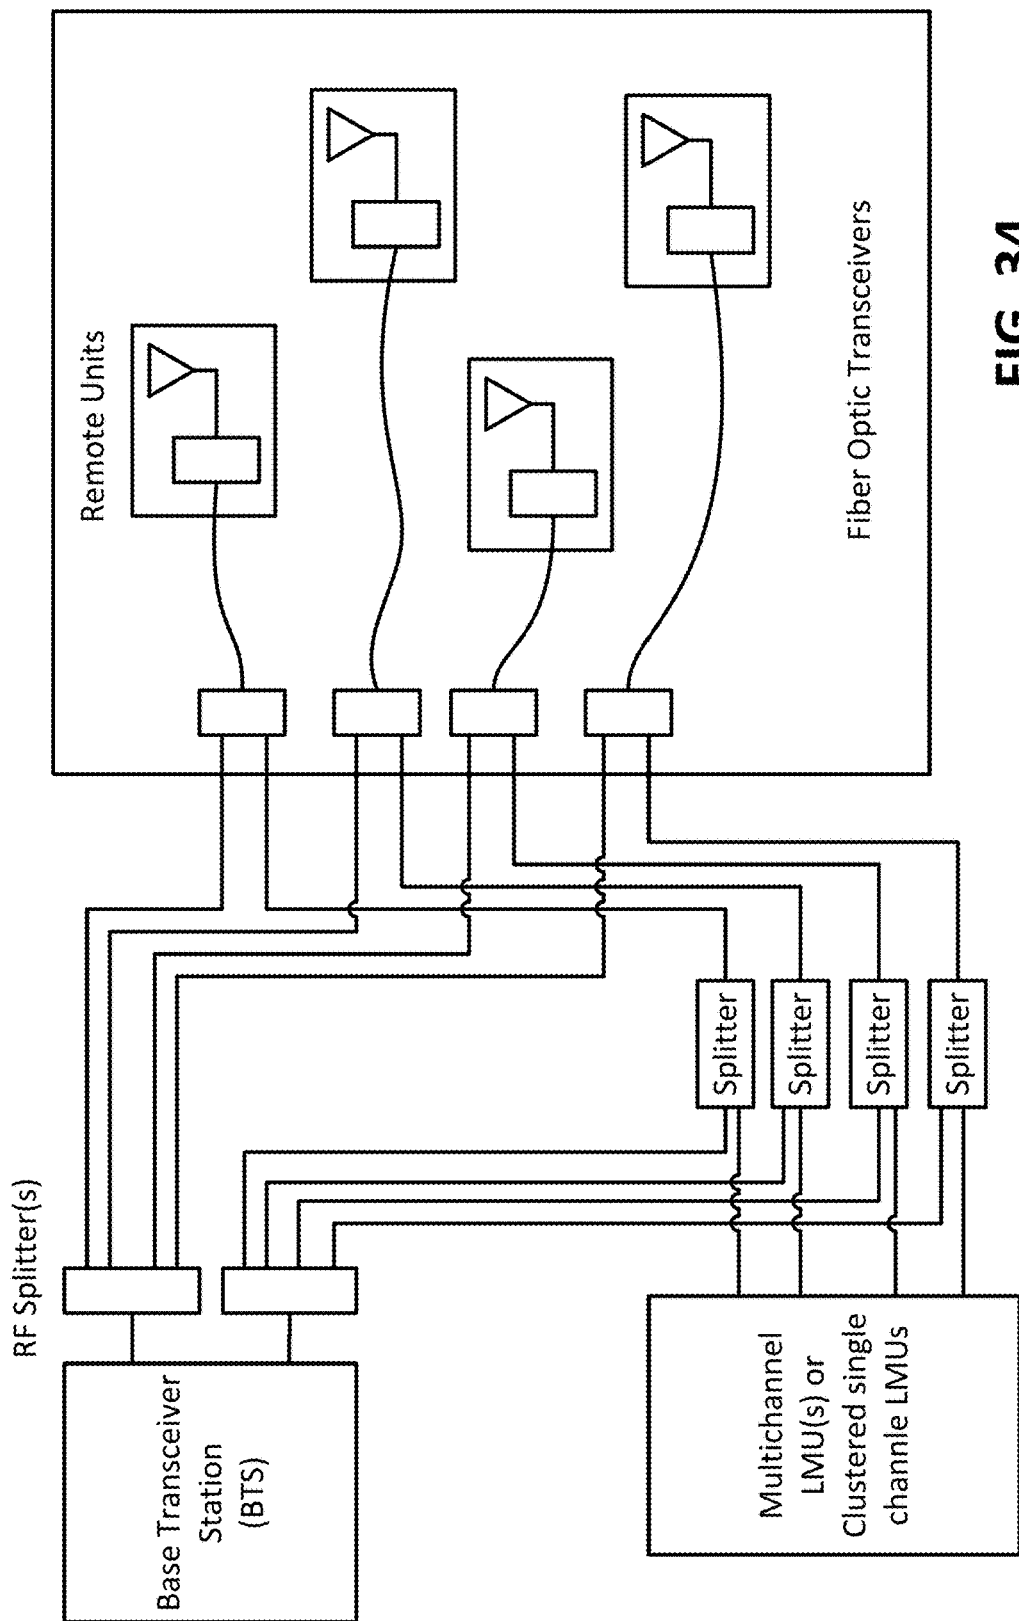 RF Splitter(s)
Remote Units
Base Transceiver
Station
(BTS)
Splitter
Splitter
Splitter
Splitter
Fiber Optic Transceivers
Multichannel
LMU(s) or
Clustered single
channle LMUs
FIG. 34